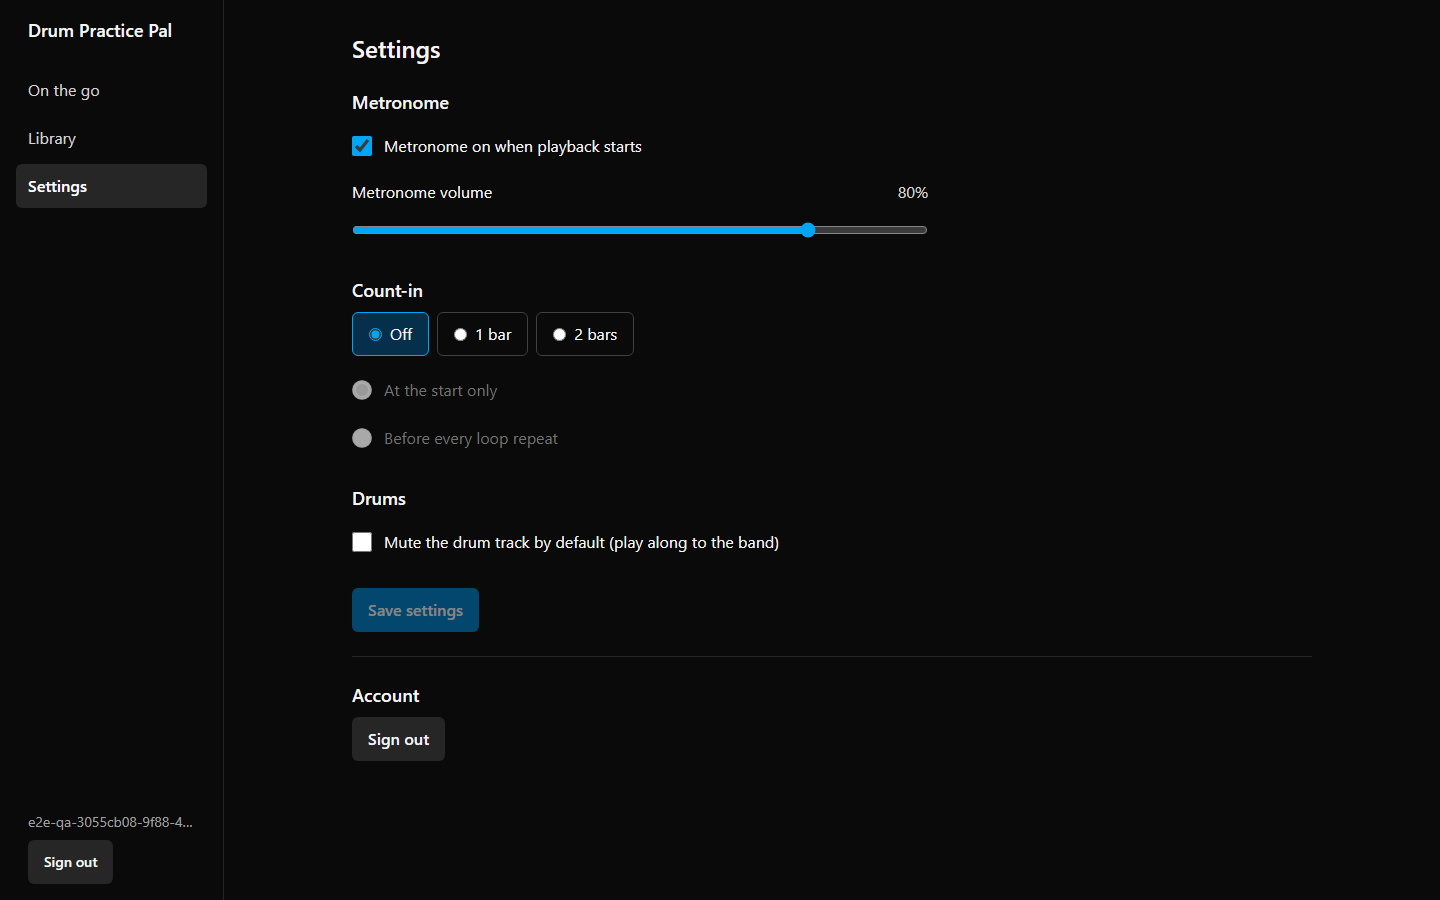 Drum Practice Pal
On the go
Library
Settings
e2e-qa-3055cb08-9f88-4...
Sign out
Settings
Metronome
Metronome on when playback starts
Metronome volume 80%
Count-in
Off 1 bar 2 bars
At the start only
Before every loop repeat
Drums
Mute the drum track by default (play along to the band)
Save settings
Account
Sign out